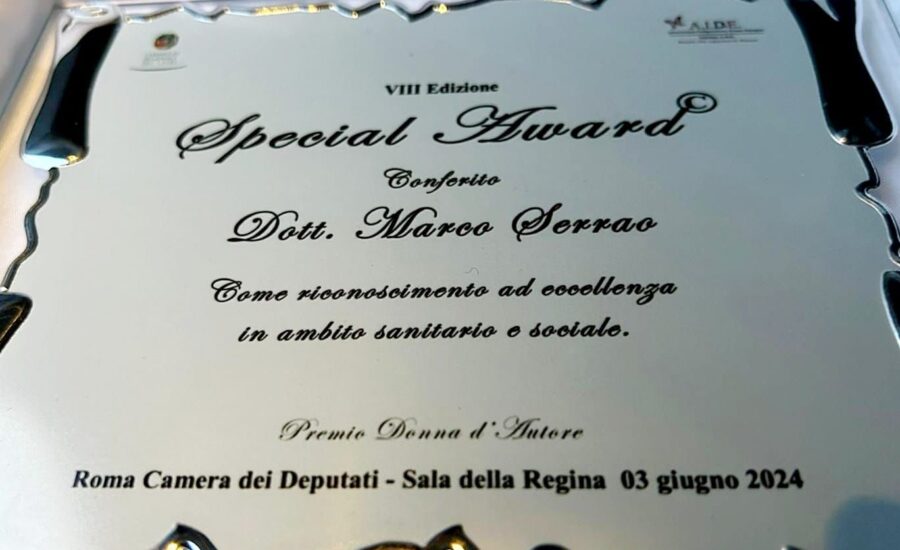 A.I.D.E.
VIII Edizione
Special Award©
Conferito
Dott. Marco Serrao
Come riconoscimento ad eccellenza
in ambito sanitario e sociale.
Premio Donna d'Autore
Roma Camera dei Deputati - Sala della Regina 03 giugno 2024